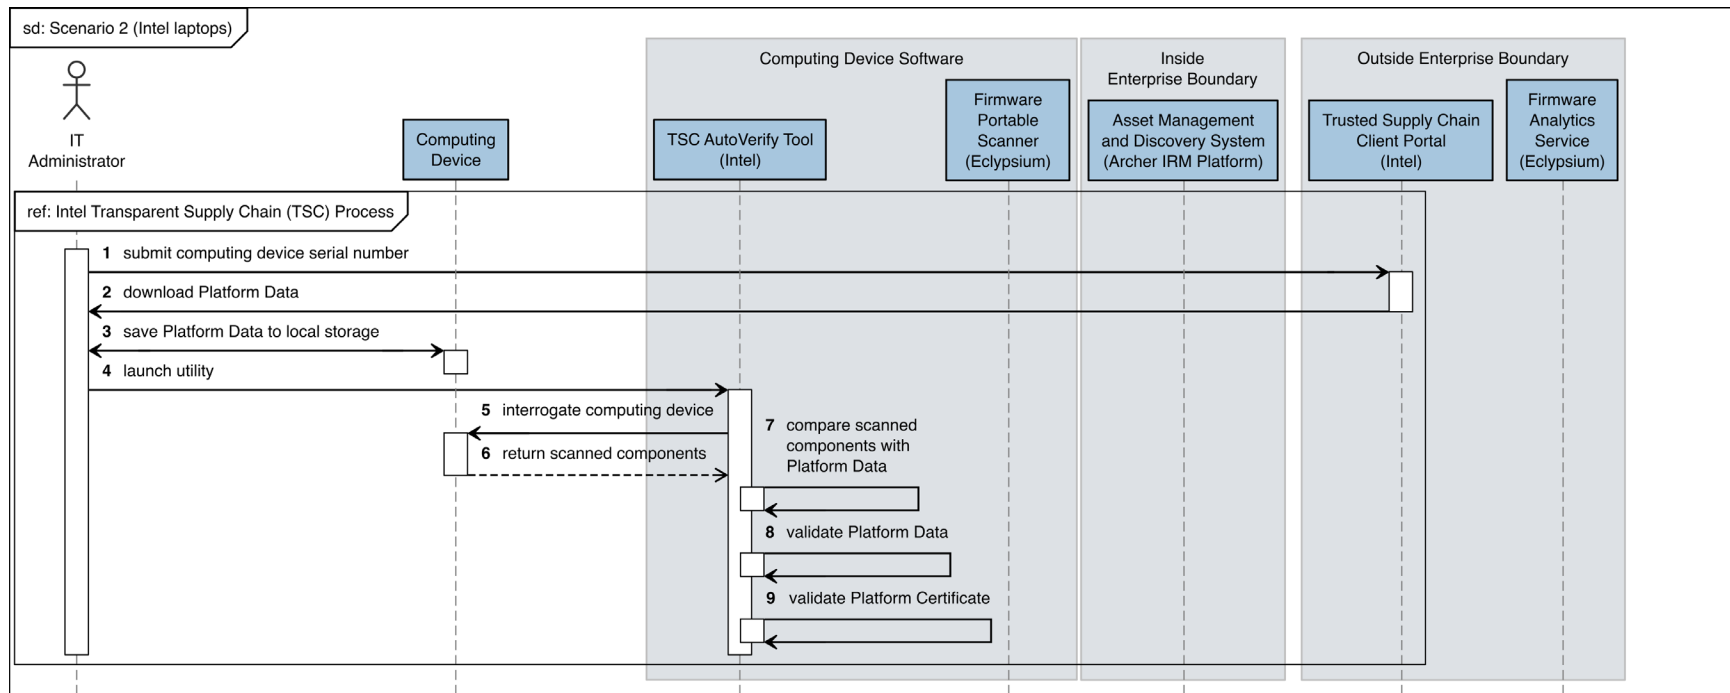 sd: Scenario 2 (Intel laptops)
Computing Device Software
Inside
Enterprise Boundary
Outside Enterprise Boundary
IT
Administrator
Computing
Device
TSC AutoVerify Tool
(Intel)
Firmware
Portable
Scanner
(Eclypsium)
Asset Management
and Discovery System
(Archer IRM Platform)
Trusted Supply Chain
Client Portal
(Intel)
Firmware
Analytics
Service
(Eclypsium)
ref: Intel Transparent Supply Chain (TSC) Process
1 submit computing device serial number
2 download Platform Data
3 save Platform Data to local storage
4 launch utility
5 interrogate computing device
6 return scanned components
7 compare scanned
components with
Platform Data
8 validate Platform Data
9 validate Platform Certificate